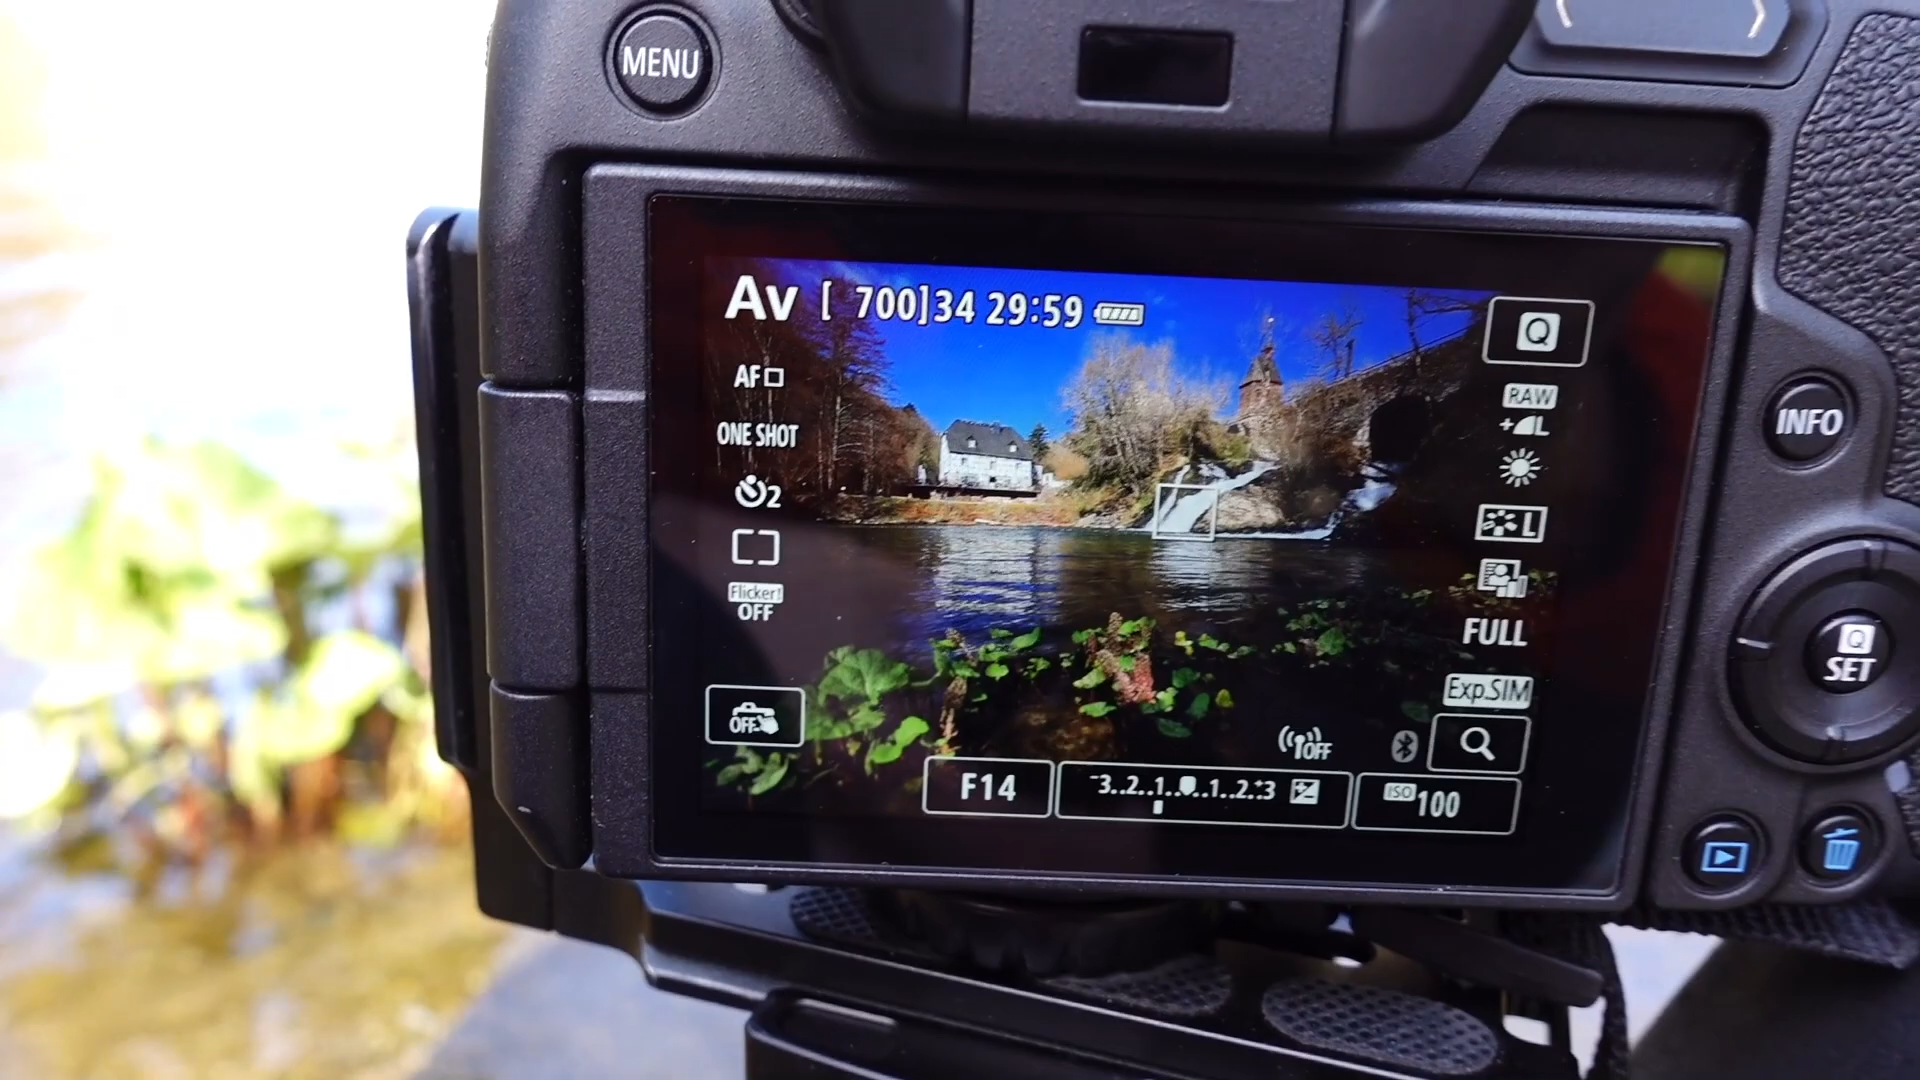 MENU
Av [ 700]34 29:59
Q
AF
RAW
+L
ONE SHOT
INFO
2
L
Flicker!
OFF
FULL
Q
SET
Exp.SIM
OFF
OFF
F14
-3..2..1..0..1..2.+3
ISO 100